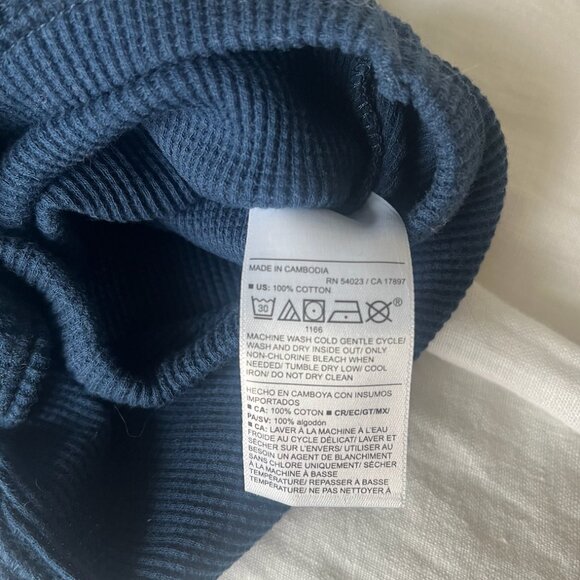 MADE IN CAMBODIA
RN 54023 / CA 17897
■ US: 100% COTTON
30
®
1166
MACHINE WASH COLD GENTLE CYCLE/
WASH AND DRY INSIDE OUT/ ONLY
NON-CHLORINE BLEACH WHEN
NEEDED/ TUMBLE DRY LOW/ COOL
IRON/ DO NOT DRY CLEAN
HECHO EN CAMBOYA CON INSUMOS
IMPORTADOS
■ CA: 100% COTON ■ CR/EC/GT/MX/
PA/SV: 100% algodón
■ CA: LAVER À LA MACHINE À L'EAU
FROIDE AU CYCLE DÉLICAT/ LAVER ET
SÉCHER SUR L'ENVERS/ UTILISER AU
BESOIN UN AGENT DE BLANCHIMENT
SANS CHLORE UNIQUEMENT/ SÉCHER
À LA MACHINE À BASSE
TEMPÉRATURE/ REPASSER À BASSE
TEMPÉRATURE/ NE PAS NETTOYER À